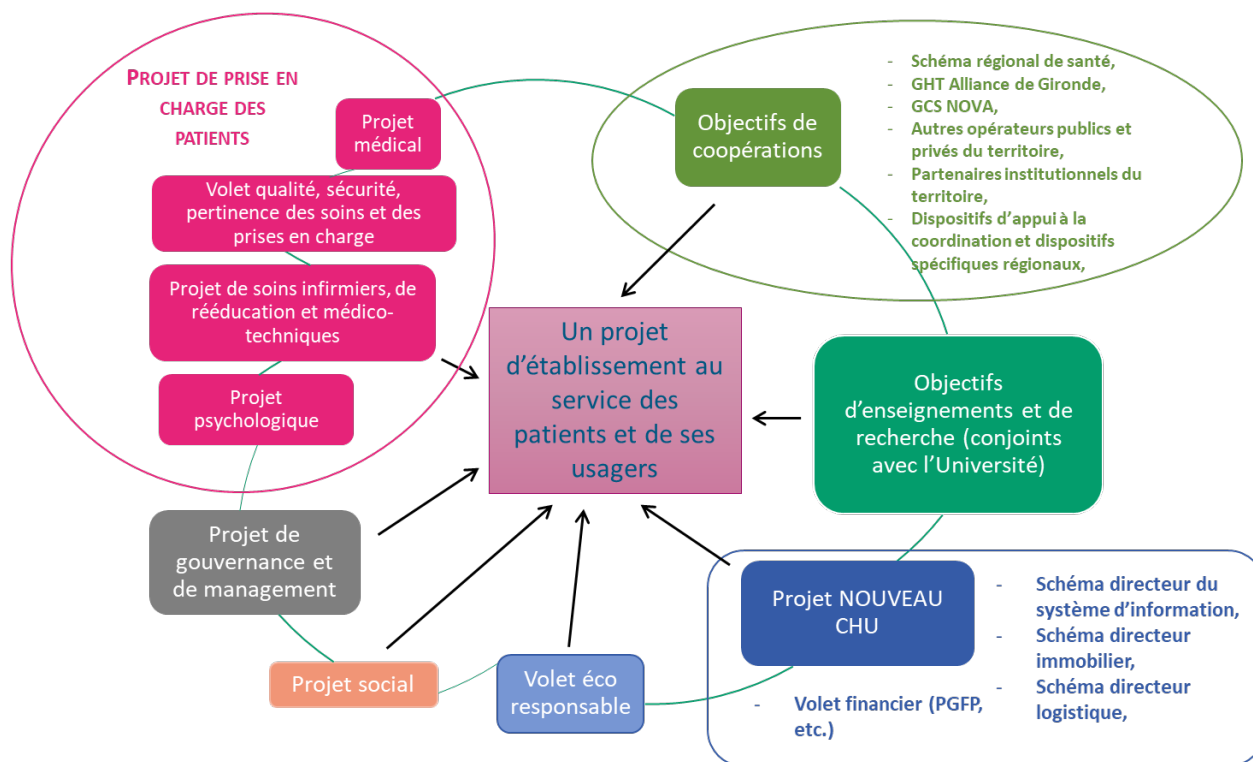 PROJET DE PRISE EN
CHARGE DES
PATIENTS
Projet
médical
Volet qualité, sécurité,
pertinence des soins et des
prises en charge
Projet de soins infirmiers, de
rééducation et médico-
techniques
Projet
psychologique
Objectifs de
coopérations
- Schéma régional de santé,
- GHT Alliance de Gironde,
- GCS NOVA,
- Autres opérateurs publics et
privés du territoire,
- Partenaires institutionnels du
territoire,
- Dispositifs d’appui à la
coordination et dispositifs
spécifiques régionaux,
Un projet
d’établissement au
service des
patients et de ses
usagers
Objectifs
d’enseignements et de
recherche (conjoints
avec l’Université)
Projet de
gouvernance et
de management
Projet social
Volet éco
responsable
Projet NOUVEAU
CHU
- Schéma directeur du
système d’information,
- Schéma directeur
immobilier,
- Schéma directeur
logistique,
- Volet financier (PGFP,
etc.)